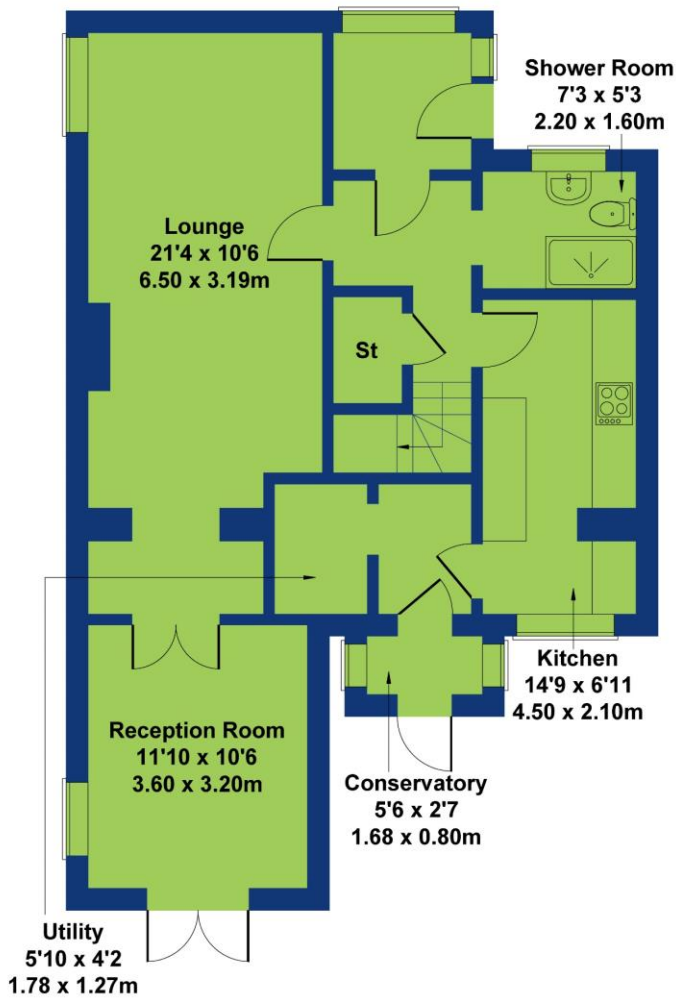 Shower Room
7'3 x 5'3
2.20 x 1.60m
Lounge
21'4 x 10'6
6.50 x 3.19m
St
Kitchen
14'9 x 6'11
4.50 x 2.10m
Reception Room
11'10 x 10'6
3.60 x 3.20m
Conservatory
5'6 x 2'7
1.68 x 0.80m
Utility
5'10 x 4'2
1.78 x 1.27m